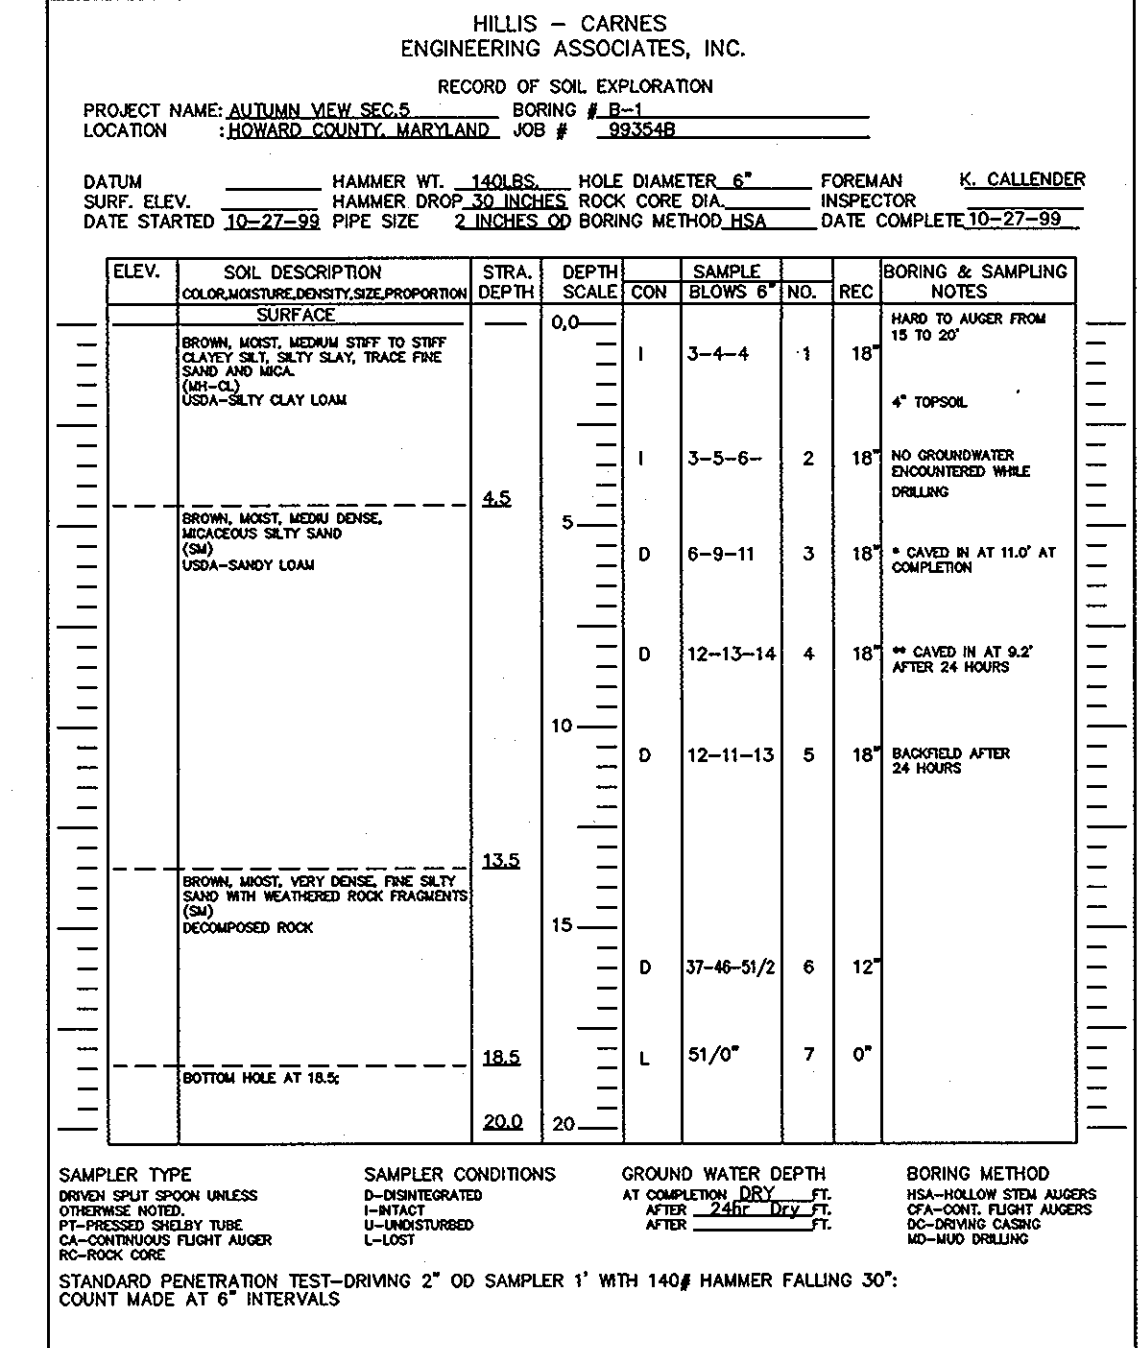 HILLIS – CARNES
ENGINEERING ASSOCIATES, INC.
RECORD OF SOIL EXPLORATION
PROJECT NAME: AUTUMN VIEW SEC.5 BORING # B-1
LOCATION : HOWARD COUNTY, MARYLAND JOB # 99354B
DATUM HAMMER WT. 140LBS. HOLE DIAMETER 6" FOREMAN K. CALLENDER
SURF. ELEV. HAMMER DROP 30 INCHES ROCK CORE DIA. INSPECTOR
DATE STARTED 10-27-99 PIPE SIZE 2 INCHES OD BORING METHOD HSA DATE COMPLETE 10-27-99
ELEV. SOIL DESCRIPTION STRA. DEPTH SAMPLE BORING & SAMPLING
COLOR,MOISTURE,DENSITY,SIZE,PROPORTION DEPTH SCALE CON BLOWS 6" NO. REC NOTES
SURFACE
0,0
HARD TO AUGER FROM
15 TO 20'
BROWN, MOIST, MEDIUM STIFF TO STIFF
CLAYEY SILT, SILTY SLAY, TRACE FINE
SAND AND MICA.
(MH-CL)
USDA-SILTY CLAY LOAM
I 3-4-4 1 18"
4" TOPSOIL
I 3-5-6- 2 18"
NO GROUNDWATER
ENCOUNTERED WHILE
DRILLING
4.5
BROWN, MOIST, MEDIU DENSE,
MICACEOUS SILTY SAND
(SM)
USDA-SANDY LOAM
5
D 6-9-11 3 18"
* CAVED IN AT 11.0' AT
COMPLETION
D 12-13-14 4 18"
** CAVED IN AT 9.2'
AFTER 24 HOURS
10
D 12-11-13 5 18"
BACKFIELD AFTER
24 HOURS
13.5
BROWN, MIOST, VERY DENSE, FINE SILTY
SAND WITH WEATHERED ROCK FRAGMENTS
(SM)
DECOMPOSED ROCK
15
D 37-46-51/2 6 12"
18.5
L 51/0" 7 0"
BOTTOM HOLE AT 18.5;
20.0 20
SAMPLER TYPE
DRIVEN SPLIT SPOON UNLESS
OTHERWISE NOTED.
PT-PRESSED SHELBY TUBE
CA-CONTINUOUS FLIGHT AUGER
RC-ROCK CORE
SAMPLER CONDITIONS
D-DISINTEGRATED
I-INTACT
U-UNDISTURBED
L-LOST
GROUND WATER DEPTH
AT COMPLETION DRY FT.
AFTER 24hr Dry FT.
AFTER FT.
BORING METHOD
HSA-HOLLOW STEM AUGERS
CFA-CONT. FLIGHT AUGERS
DC-DRIVING CASING
MD-MUD DRILLING
STANDARD PENETRATION TEST-DRIVING 2" OD SAMPLER 1' WITH 140# HAMMER FALLING 30":
COUNT MADE AT 6" INTERVALS